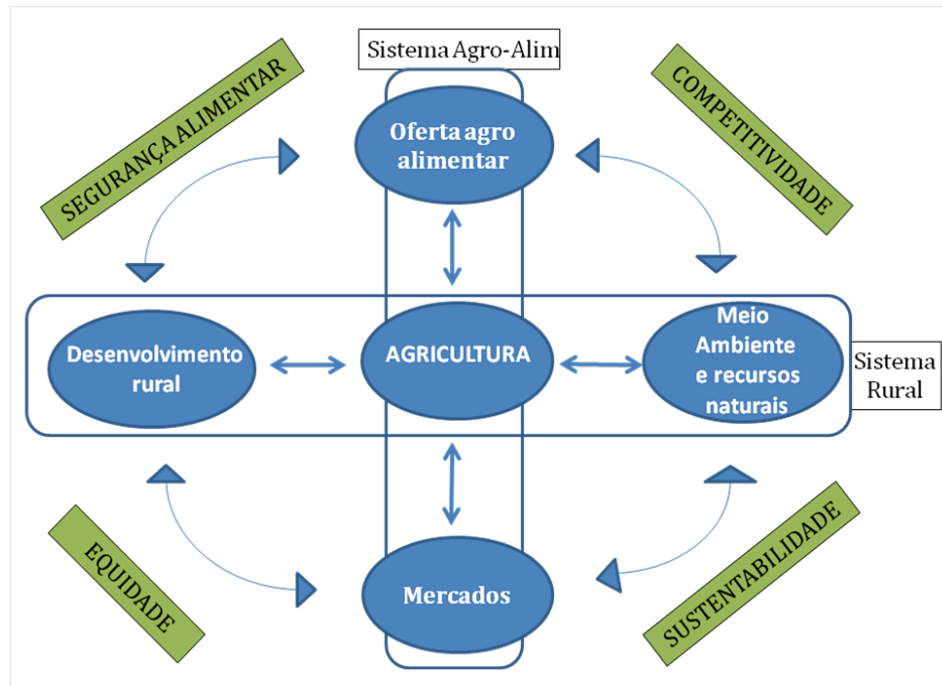 Sistema Agro-Alim
SEGURANÇA ALIMENTAR
COMPETITIVIDADE
Oferta agro
alimentar
Desenvolvimento
rural
AGRICULTURA
Meio
Ambiente
e recursos
naturais
Sistema
Rural
EQUIDADE
Mercados
SUSTENTABILIDADE